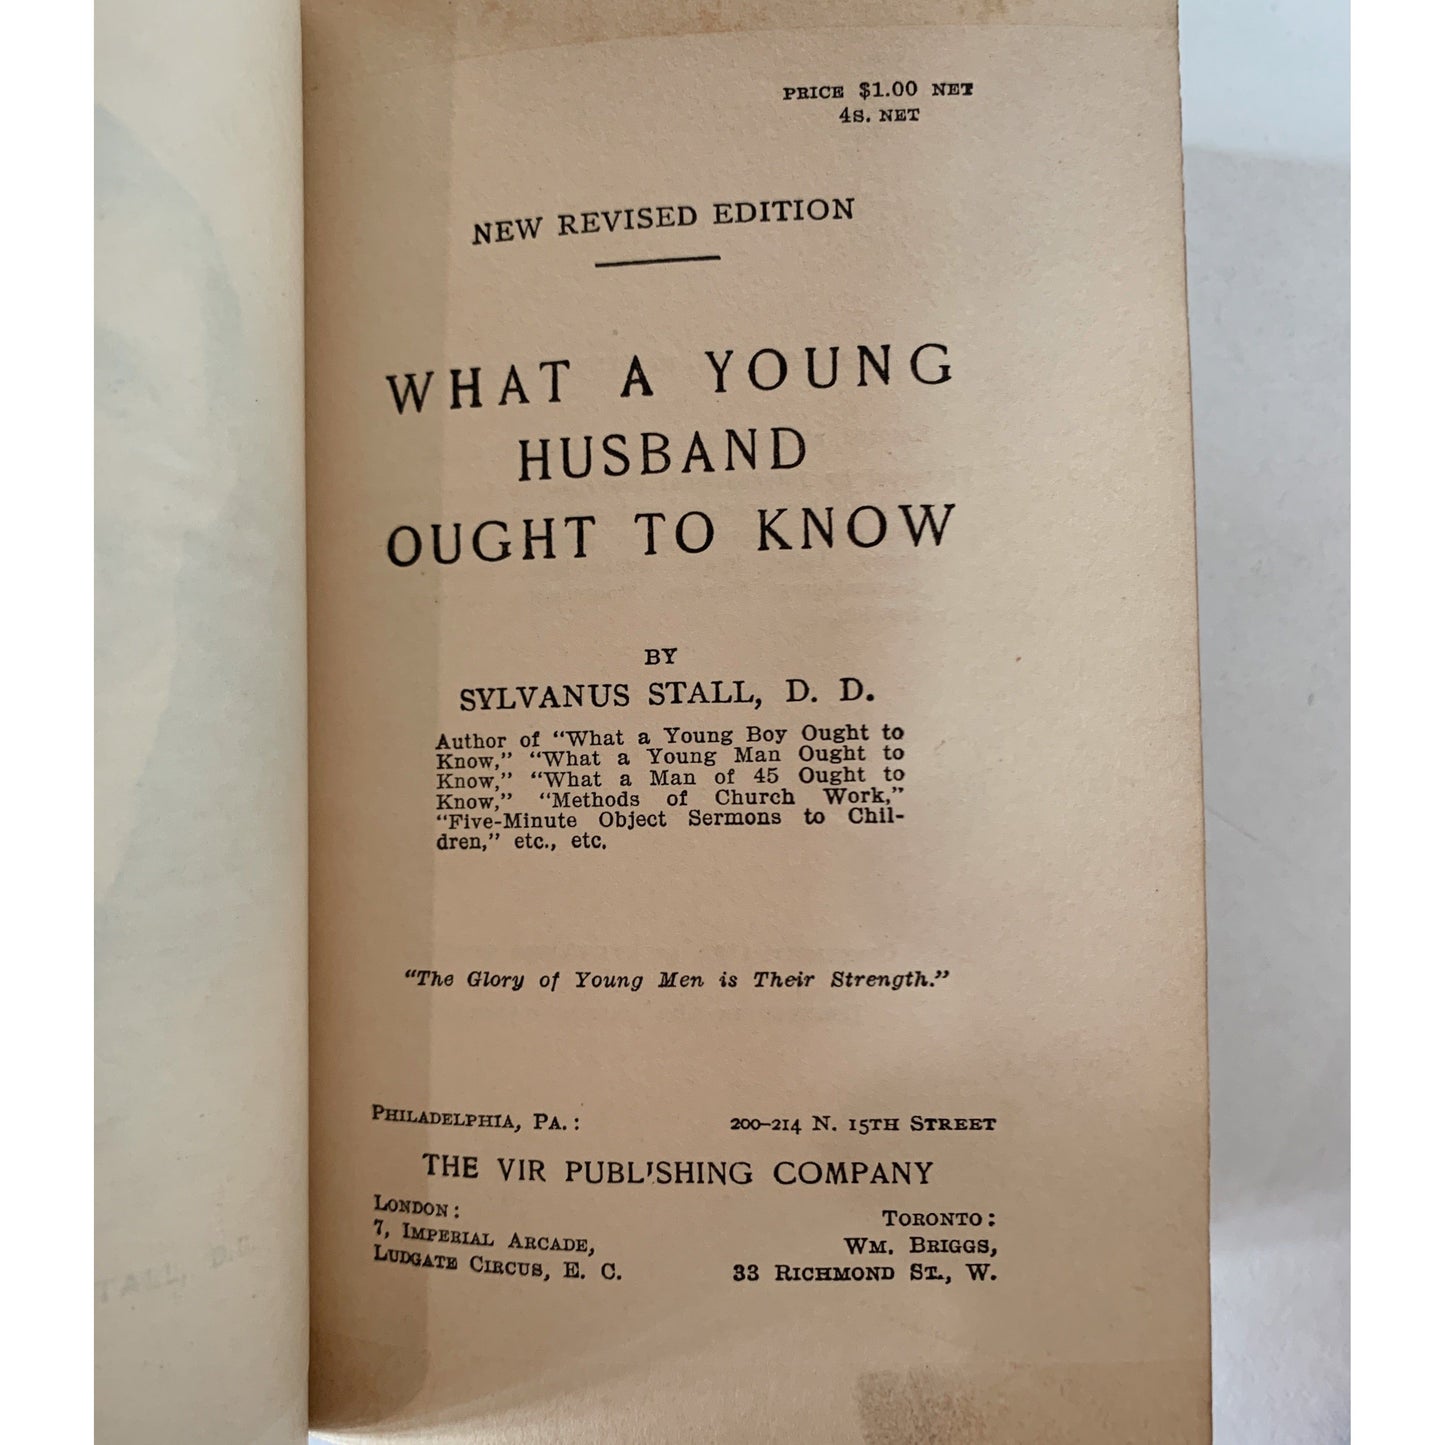 PRICE $1.00 NET
4S. NET
NEW REVISED EDITION
WHAT A YOUNG
HUSBAND
OUGHT TO KNOW
BY
SYLVANUS STALL, D. D.
Author of “What a Young Boy Ought to
Know,” “What a Young Man Ought to
Know,” “What a Man of 45 Ought to
Know,” “Methods of Church Work,”
“Five-Minute Object Sermons to Chil-
dren,” etc., etc.
“The Glory of Young Men is Their Strength.”
PHILADELPHIA, PA.: 200-214 N. 15TH STREET
THE VIR PUBLISHING COMPANY
LONDON:
7, IMPERIAL ARCADE,
LUDGATE CIRCUS, E. C.
TORONTO:
WM. BRIGGS,
33 RICHMOND ST., W.